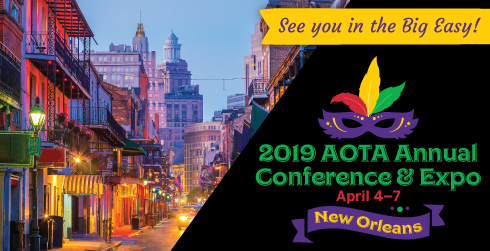 See you in the Big Easy!
2019 AOTA Annual
Conference & Expo
April 4–7
New Orleans